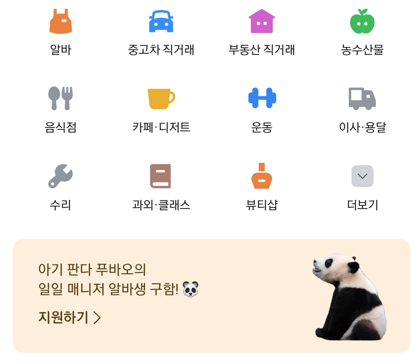 알바
중고차 직거래
부동산 직거래
농수산물
음식점
카페·디저트
운동
이사·용달
수리
과외·클래스
뷰티샵
더보기
아기 판다 푸바오의
일일 매니저 알바생 구함! 🐼
지원하기 >